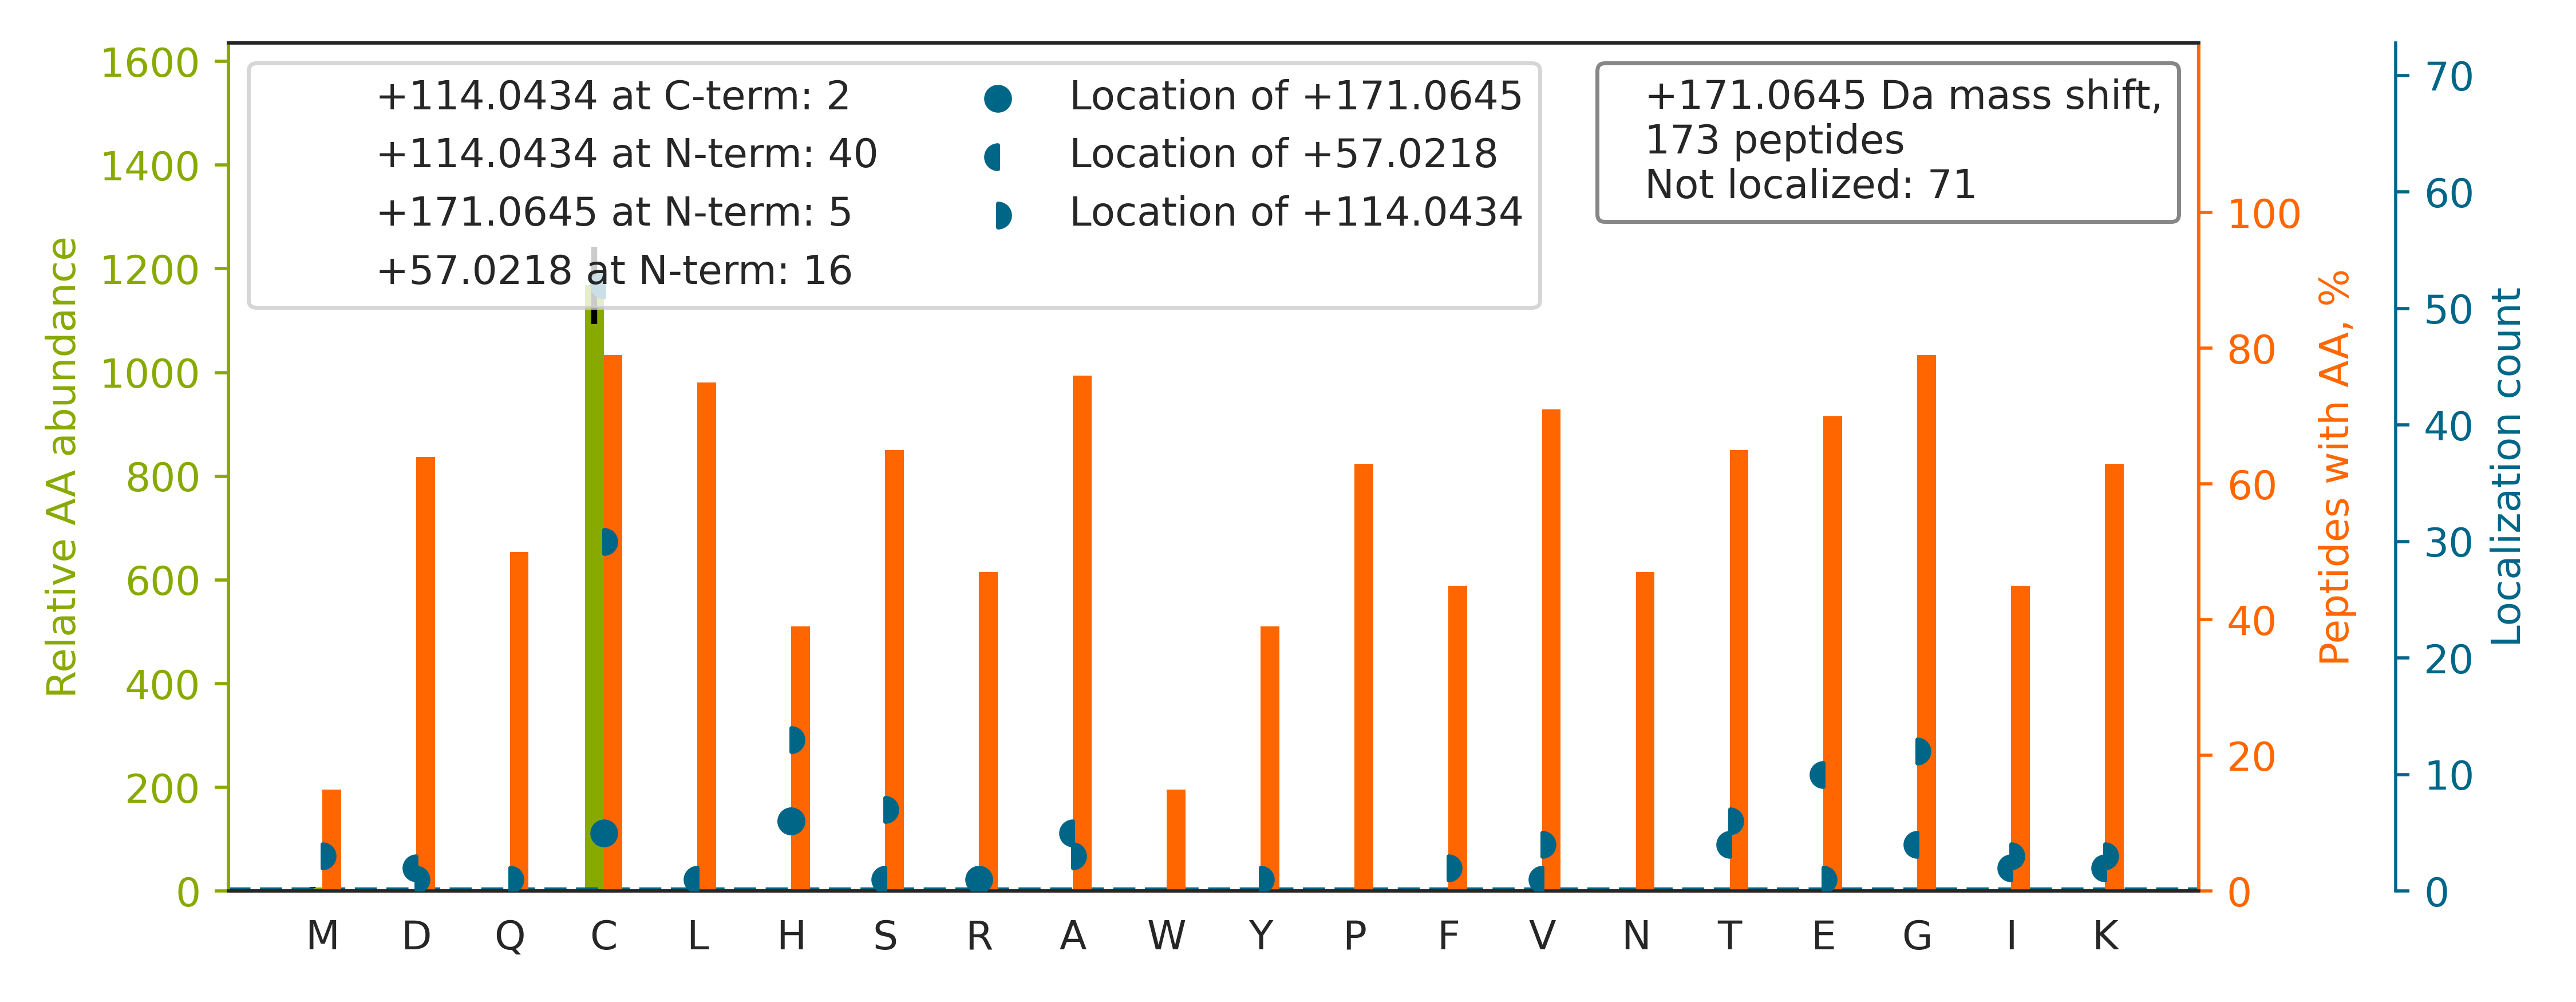 +114.0434 at C-term: 2
+114.0434 at N-term: 40
+171.0645 at N-term: 5
+57.0218 at N-term: 16
Location of +171.0645
Location of +57.0218
Location of +114.0434
+171.0645 Da mass shift,
173 peptides
Not localized: 71
Relative AA abundance
1600
1400
1200
1000
800
600
400
200
0
M D Q C L H S R A W Y P F V N T E G I K
100
80
60
40
20
0
Peptides with AA, %
70
60
50
40
30
20
10
0
Localization count